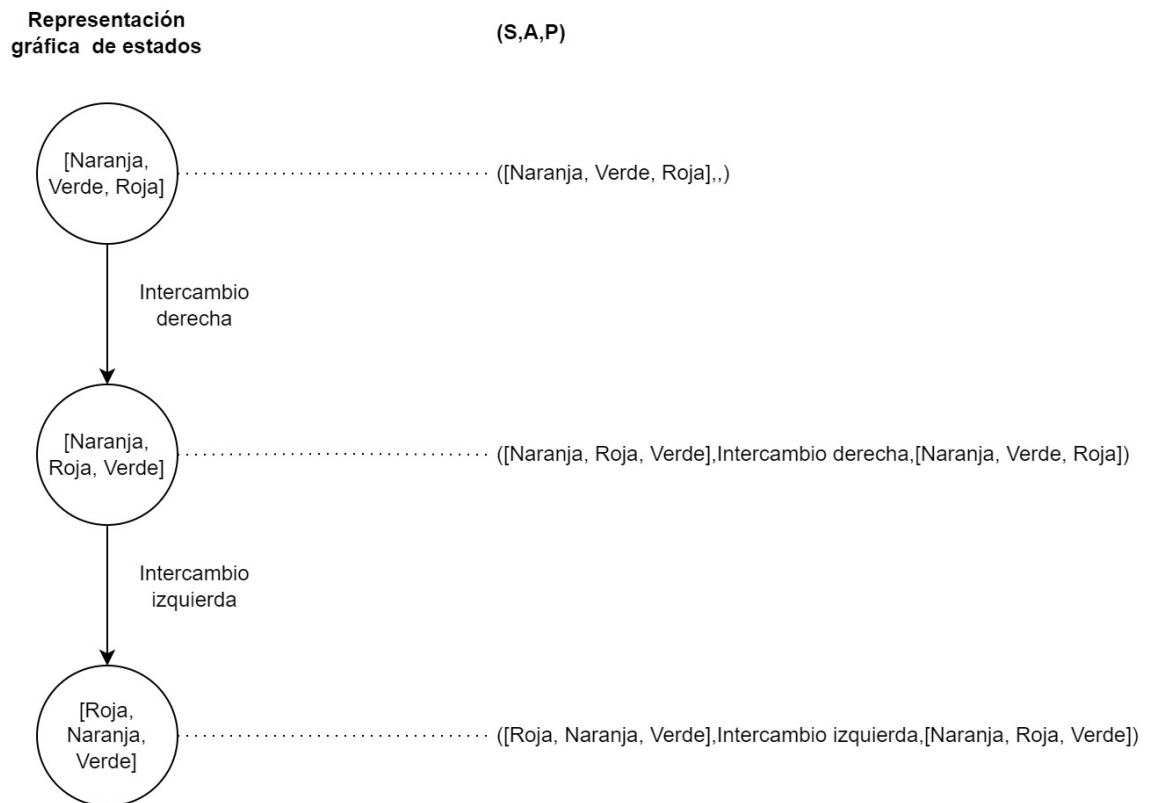 Representación
gráfica de estados
(S,A,P)
[Naranja,
Verde, Roja]
([Naranja, Verde, Roja],,)
Intercambio
derecha
[Naranja,
Roja, Verde]
([Naranja, Roja, Verde],Intercambio derecha,[Naranja, Verde, Roja])
Intercambio
izquierda
[Roja,
Naranja,
Verde]
([Roja, Naranja, Verde],Intercambio izquierda,[Naranja, Roja, Verde])